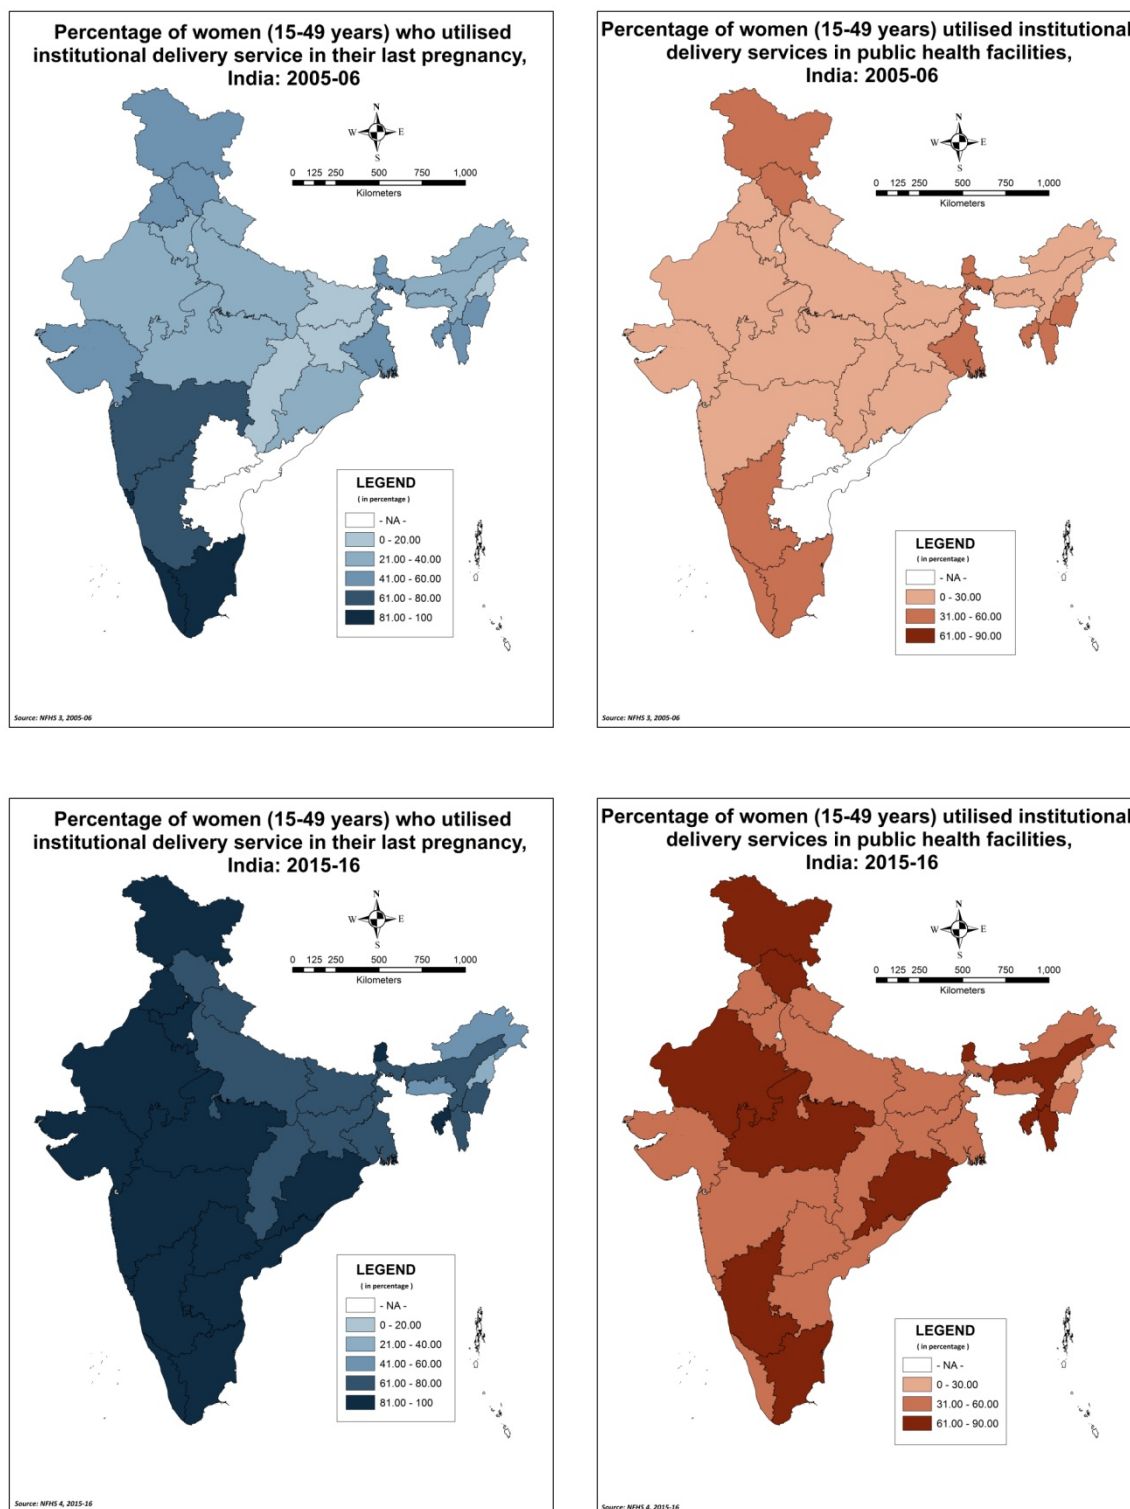 Percentage of women (15-49 years) who utilised
institutional delivery service in their last pregnancy,
India: 2005-06
N
W E
S
0 125 250 500 750 1,000
Kilometers
LEGEND
( in percentage )
- NA -
0 - 20.00
21.00 - 40.00
41.00 - 60.00
61.00 - 80.00
81.00 - 100
Source: NFHS 3, 2005-06
Percentage of women (15-49 years) utilised institutional
delivery services in public health facilities,
India: 2005-06
N
W E
S
0 125 250 500 750 1,000
Kilometers
LEGEND
( in percentage )
- NA -
0 - 30.00
31.00 - 60.00
61.00 - 90.00
Source: NFHS 3, 2005-06
Percentage of women (15-49 years) who utilised
institutional delivery service in their last pregnancy,
India: 2015-16
N
W E
S
0 125 250 500 750 1,000
Kilometers
LEGEND
( in percentage )
- NA -
0 - 20.00
21.00 - 40.00
41.00 - 60.00
61.00 - 80.00
81.00 - 100
Source: NFHS 4, 2015-16
Percentage of women (15-49 years) utilised institutional
delivery services in public health facilities,
India: 2015-16
N
W E
S
0 125 250 500 750 1,000
Kilometers
LEGEND
( in percentage )
- NA -
0 - 30.00
31.00 - 60.00
61.00 - 90.00
Source: NFHS 4, 2015-16